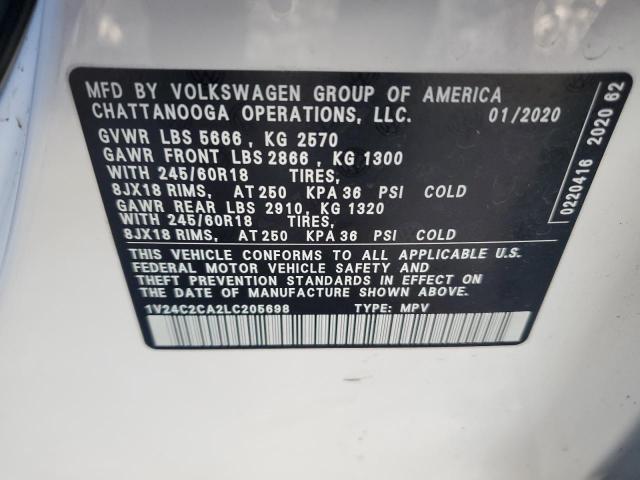 MFD BY VOLKSWAGEN GROUP OF AMERICA
CHATTANOOGA OPERATIONS, LLC. 01/2020
GVWR LBS 5666 , KG 2570
GAWR FRONT LBS 2866 , KG 1300
WITH 245/60R18 TIRES,
8JX18 RIMS, AT 250 KPA 36 PSI COLD
GAWR REAR LBS 2910, KG 1320
WITH 245/60R18 TIRES,
8JX18 RIMS, AT 250 KPA 36 PSI COLD
THIS VEHICLE CONFORMS TO ALL APPLICABLE U.S.
FEDERAL MOTOR VEHICLE SAFETY AND
THEFT PREVENTION STANDARDS IN EFFECT ON
THE DATE OF MANUFACTURE SHOWN ABOVE.
1V24C2CA2LC205698 TYPE: MPV
0220416 2020 62